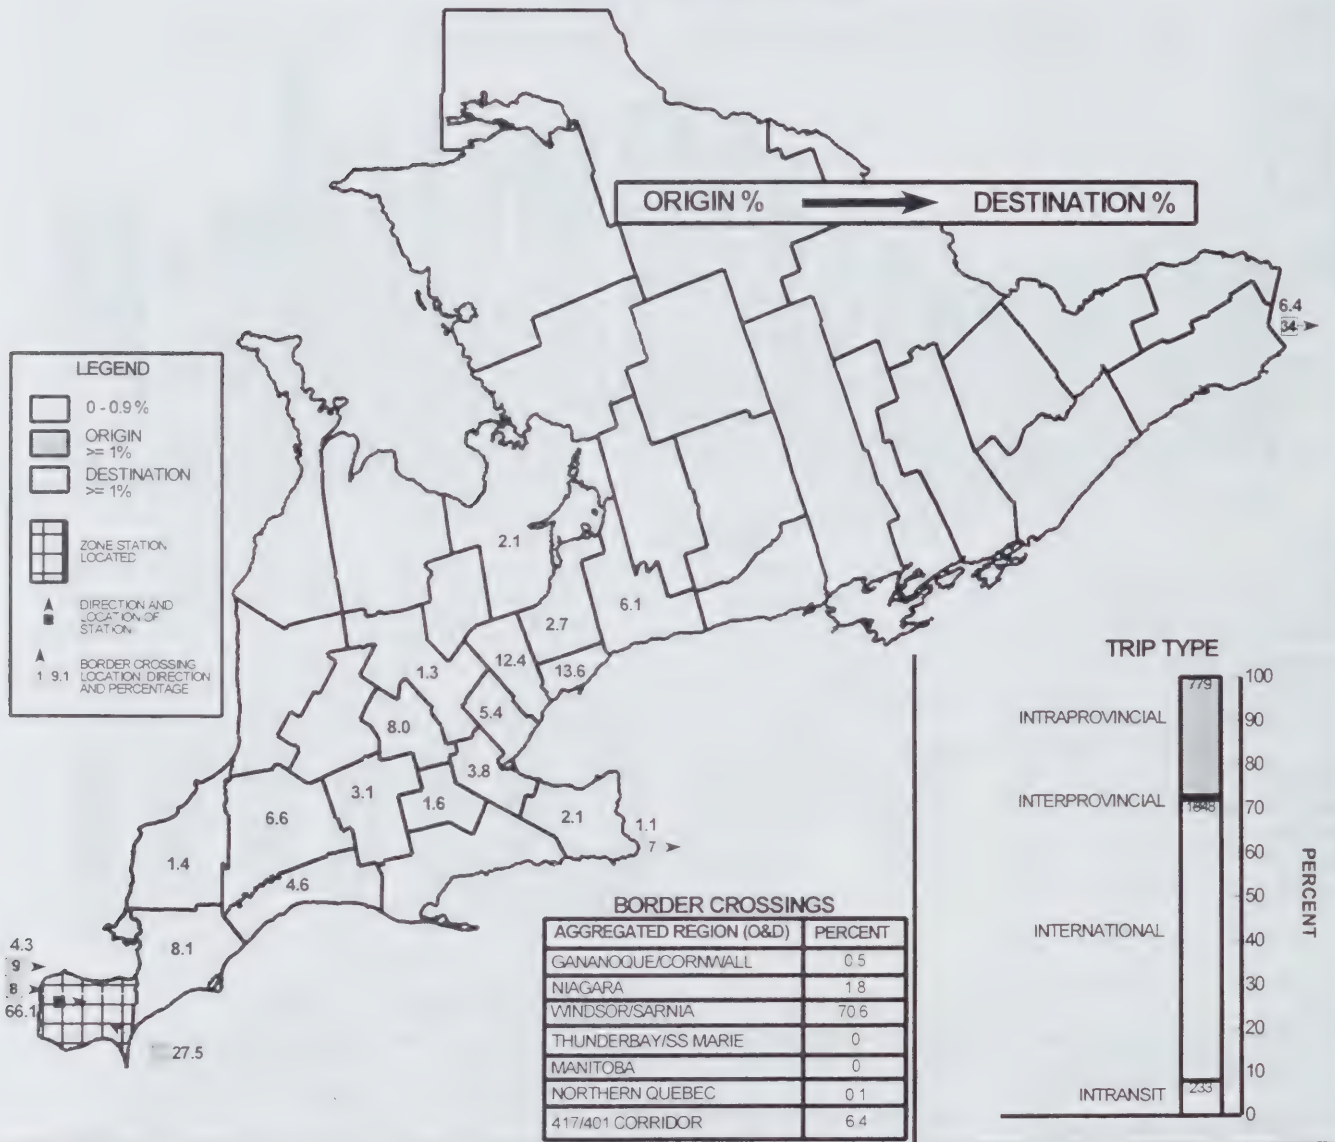 ORIGIN % DESTINATION %
6.4
34
LEGEND
0 - 0.9 %
ORIGIN
>= 1%
DESTINATION
>= 1%
ZONE STATION
LOCATED
DIRECTION AND
LOCATION OF
STATION
1 9.1 BORDER CROSSING
LOCATION DIRECTION
AND PERCENTAGE
2.1
6.1
2.7
12.4
13.6
1.3
5.4
8.0
3.8
3.1
1.6
2.1
6.6
1.1
7
1.4
4.6
8.1
4.3
9
8
66.1
27.5
BORDER CROSSINGS
AGGREGATED REGION (O&D) PERCENT
GANANOQUE/CORNWALL 0.5
NIAGARA 1.8
WINDSOR/SARNIA 70.6
THUNDERBAY/SS MARIE 0
MANITOBA 0
NORTHERN QUEBEC 0.1
417/401 CORRIDOR 6.4
TRIP TYPE
INTRAPROVINCIAL
INTERPROVINCIAL
INTERNATIONAL
INTRANSIT
779
233
100
90
80
70
60
50
40
30
20
10
0
PERCENT